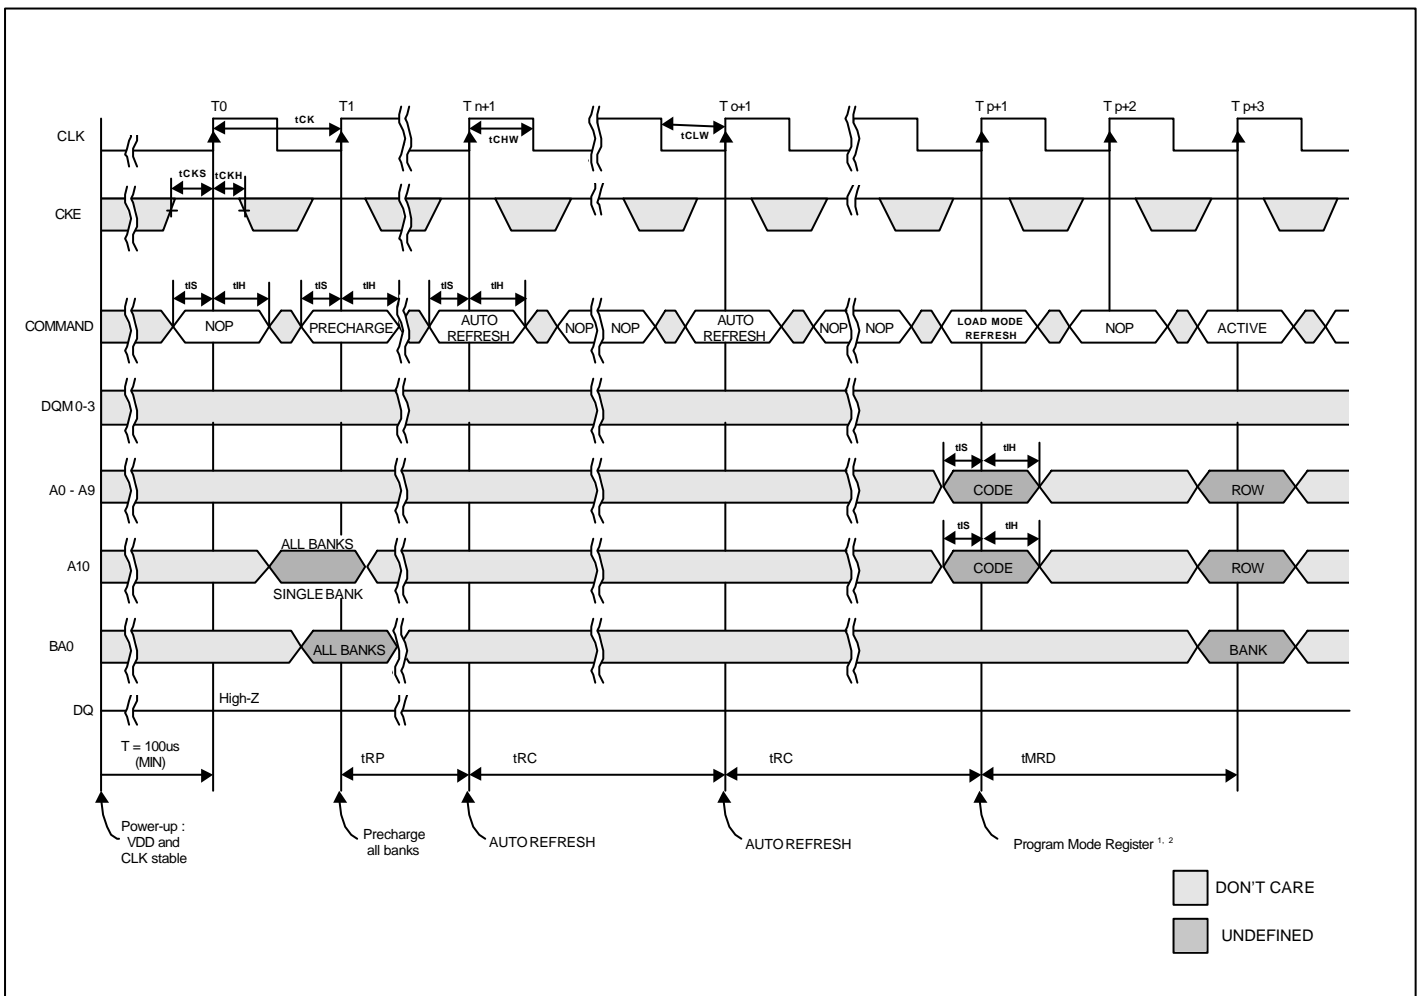 T0 T1 T n+1 T o+1 T p+1 T p+2 T p+3
CLK
tCK
tCHW
tCLW
tCKS tCKH
CKE
tIS tIH tIS tIH tIS tIH
COMMAND
NOP
PRECHARGE
AUTO
REFRESH
NOP
NOP
AUTO
REFRESH
NOP
NOP
LOAD MODE
REFRESH
NOP
ACTIVE
DQM 0-3
tIS tIH
A0 - A9
CODE
ROW
tIS tIH
ALL BANKS
A10
CODE
ROW
SINGLE BANK
BA0
ALL BANKS
BANK
High-Z
DQ
T = 100us
(MIN)
tRP
tRC
tRC
tMRD
Power-up :
VDD and
CLK stable
Precharge
all banks
AUTO REFRESH
AUTO REFRESH
Program Mode Register 1, 2
DON'T CARE
UNDEFINED